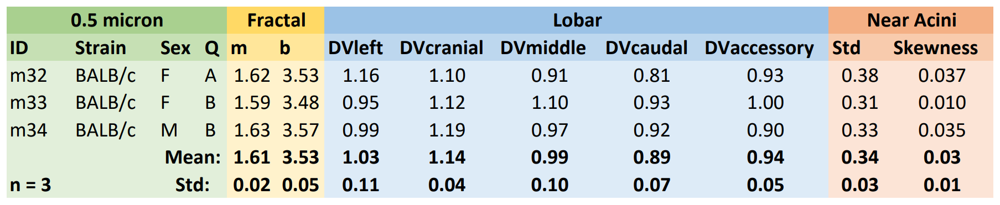 0.5 micron Fractal Lobar Near Acini
ID Strain Sex Q m b DVleft DVcranial DVmiddle DVcaudal DVaccessory Std Skewness
m32 BALB/c F A 1.62 3.53 1.16 1.10 0.91 0.81 0.93 0.38 0.037
m33 BALB/c F B 1.59 3.48 0.95 1.12 1.10 0.93 1.00 0.31 0.010
m34 BALB/c M B 1.63 3.57 0.99 1.19 0.97 0.92 0.90 0.33 0.035
Mean: 1.61 3.53 1.03 1.14 0.99 0.89 0.94 0.34 0.03
n = 3 Std: 0.02 0.05 0.11 0.04 0.10 0.07 0.05 0.03 0.01